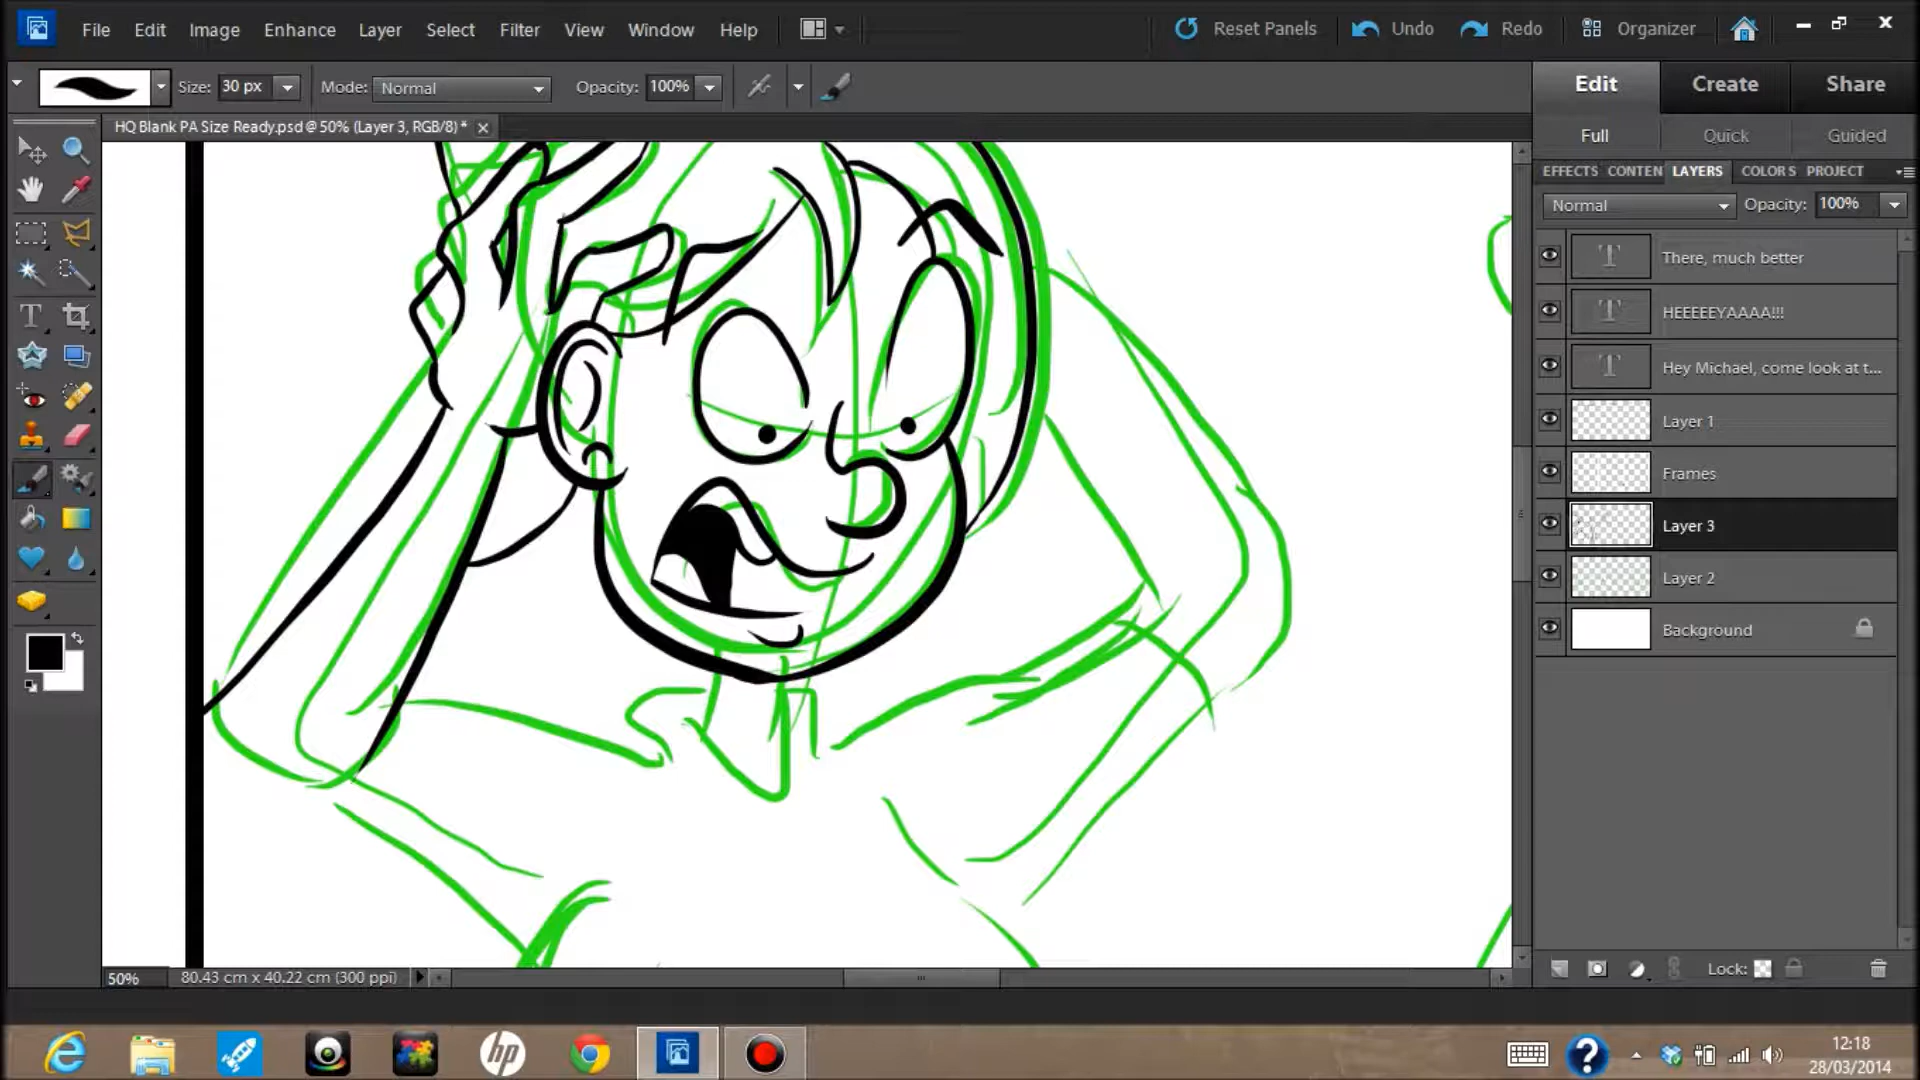 File Edit Image Enhance Layer Select Filter View Window Help Reset Panels Undo Redo Organizer
Size: 30 px Mode: Normal Opacity: 100%
Edit Create Share
HQ Blank PA Size Ready.psd @ 50% (Layer 3, RGB/8) *
Full Quick Guided
EFFECTS CONTEN LAYERS COLORS PROJECT
Normal Opacity: 100%
There, much better
HEEEEEYAAAA!!!
Hey Michael, come look at t...
Layer 1
Frames
Layer 3
Layer 2
Background
50% 80.43 cm x 40.22 cm (300 ppi)
Lock:
hp
12:18
28/03/2014